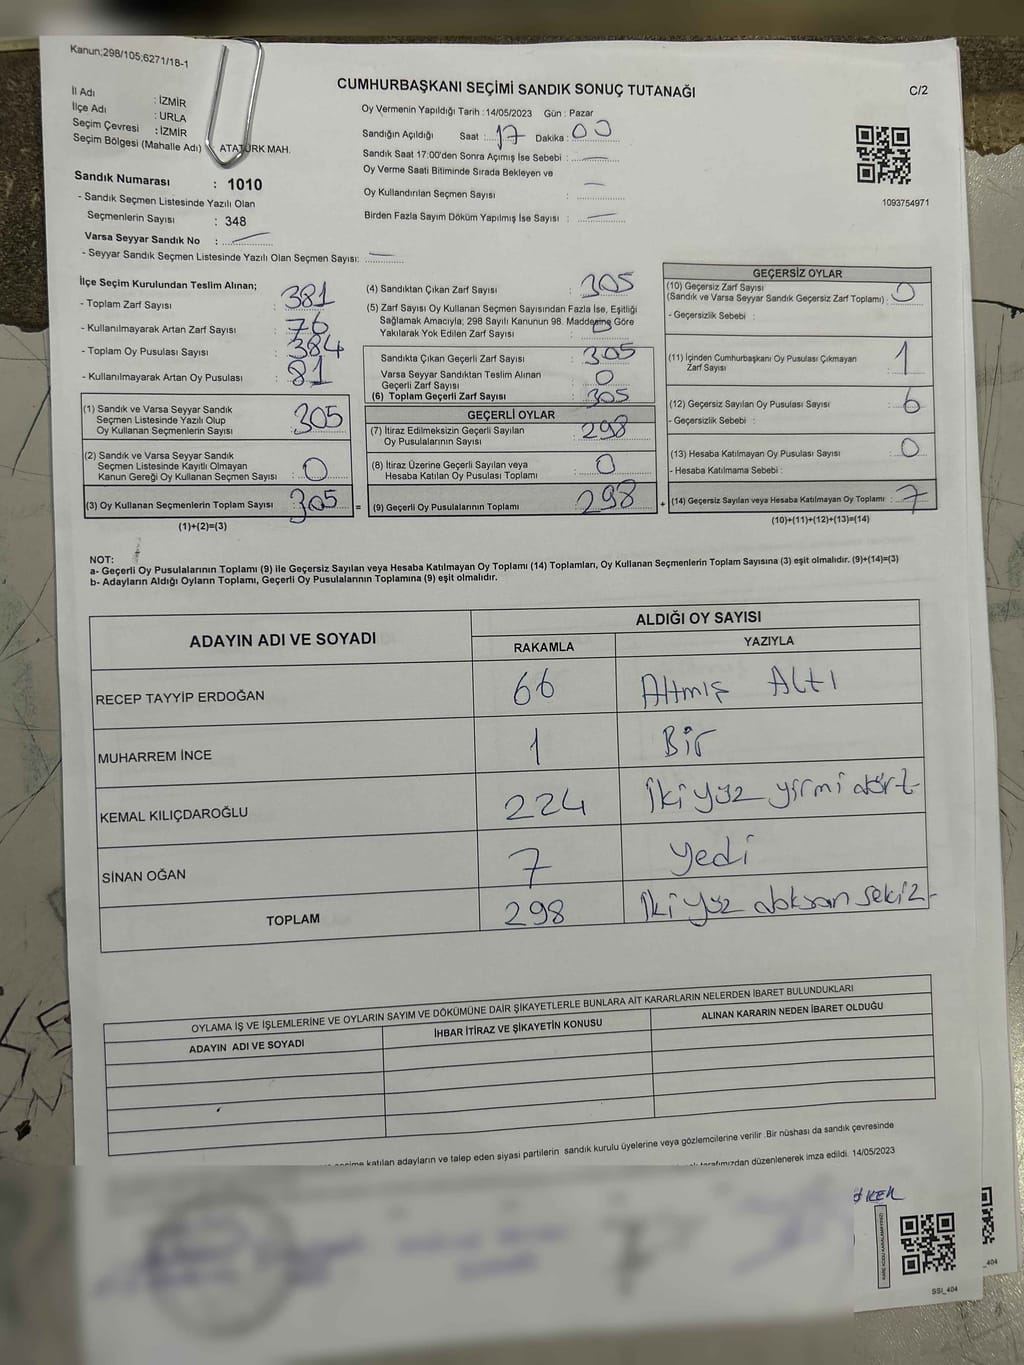 Kanun;298/105;6271/18-1
CUMHURBAŞKANI SEÇİMİ SANDIK SONUÇ TUTANAĞI
C/2
İl Adı : İZMİR
İlçe Adı : URLA
Seçim Çevresi : İZMİR
Seçim Bölgesi (Mahalle Adı) ATATÜRK MAH.
Oy Vermenin Yapıldığı Tarih : 14/05/2023 Gün : Pazar
Sandığın Açıldığı Saat : 17 Dakika : 00
Sandık Saat 17:00'den Sonra Açımış İse Sebebi : —
Oy Verme Saati Bitiminde Sırada Bekleyen ve
Oy Kullandırılan Seçmen Sayısı : —
Birden Fazla Sayım Döküm Yapılmış İse Sayısı : —
1093754971
Sandık Numarası : 1010
- Sandık Seçmen Listesinde Yazılı Olan
Seçmenlerin Sayısı : 348
Varsa Seyyar Sandık No : —
- Seyyar Sandık Seçmen Listesinde Yazılı Olan Seçmen Sayısı: —
İlçe Seçim Kurulundan Teslim Alınan;
- Toplam Zarf Sayısı : 381
- Kullanılmayarak Artan Zarf Sayısı : 76
- Toplam Oy Pusulası Sayısı : 384
- Kullanılmayarak Artan Oy Pusulası : 81
(1) Sandık ve Varsa Seyyar Sandık
Seçmen Listesinde Yazılı Olup
Oy Kullanan Seçmenlerin Sayısı : 305
(2) Sandık ve Varsa Seyyar Sandık
Seçmen Listesinde Kayıtlı Olmayan
Kanun Gereği Oy Kullanan Seçmen Sayısı : 0
(3) Oy Kullanan Seçmenlerin Toplam Sayısı : 305 =
(1)+(2)=(3)
(4) Sandıktan Çıkan Zarf Sayısı : 305
(5) Zarf Sayısı Oy Kullanan Seçmen Sayısından Fazla İse, Eşitliği
Sağlamak Amacıyla; 298 Sayılı Kanunun 98. Maddesine Göre
Yakılarak Yok Edilen Zarf Sayısı :
Sandıkta Çıkan Geçerli Zarf Sayısı : 305
Varsa Seyyar Sandıktan Teslim Alınan
Geçerli Zarf Sayısı : 0
(6) Toplam Geçerli Zarf Sayısı : 305
GEÇERLİ OYLAR
(7) İtiraz Edilmeksizin Geçerli Sayılan
Oy Pusulalarının Sayısı : 298
(8) İtiraz Üzerine Geçerli Sayılan veya
Hesaba Katılan Oy Pusulası Toplamı : 0
(9) Geçerli Oy Pusulalarının Toplamı : 298 +
GEÇERSİZ OYLAR
(10) Geçersiz Zarf Sayısı
(Sandık ve Varsa Seyyar Sandık Geçersiz Zarf Toplamı) : 0
- Geçersizlik Sebebi :
(11) İçinden Cumhurbaşkanı Oy Pusulası Çıkmayan
Zarf Sayısı : 1
(12) Geçersiz Sayılan Oy Pusulası Sayısı : 6
- Geçersizlik Sebebi :
(13) Hesaba Katılmayan Oy Pusulası Sayısı : 0
- Hesaba Katılmama Sebebi :
(14) Geçersiz Sayılan veya Hesaba Katılmayan Oy Toplamı : 7
(10)+(11)+(12)+(13)=(14)
NOT:
a- Geçerli Oy Pusulalarının Toplamı (9) ile Geçersiz Sayılan veya Hesaba Katılmayan Oy Toplamı (14) Toplamları, Oy Kullanan Seçmenlerin Toplam Sayısına (3) eşit olmalıdır. (9)+(14)=(3)
b- Adayların Aldığı Oyların Toplamı, Geçerli Oy Pusulalarının Toplamına (9) eşit olmalıdır.
ADAYIN ADI VE SOYADI ALDIĞI OY SAYISI
RAKAMLA YAZIYLA
RECEP TAYYİP ERDOĞAN 66 Altmış Altı
MUHARREM İNCE 1 Bir
KEMAL KILIÇDAROĞLU 224 İki yüz yirmi dört
SİNAN OĞAN 7 Yedi
TOPLAM 298 İki yüz doksan sekiz
OYLAMA İŞ VE İŞLEMLERİNE VE OYLARIN SAYIM VE DÖKÜMÜNE DAİR ŞİKAYETLERLE BUNLARA AİT KARARLARIN NELERDEN İBARET BULUNDUKLARI
ADAYIN ADI VE SOYADI İHBAR İTİRAZ VE ŞİKAYETİN KONUSU ALINAN KARARIN NEDEN İBARET OLDUĞU
katılan adayların ve talep eden siyasi partilerin sandık kurulu üyelerine veya gözlemcilerine verilir .Bir nüshası da sandık çevresinde
tarafımızdan düzenlenerek imza edildi. 14/05/2023
SSI_404
_404